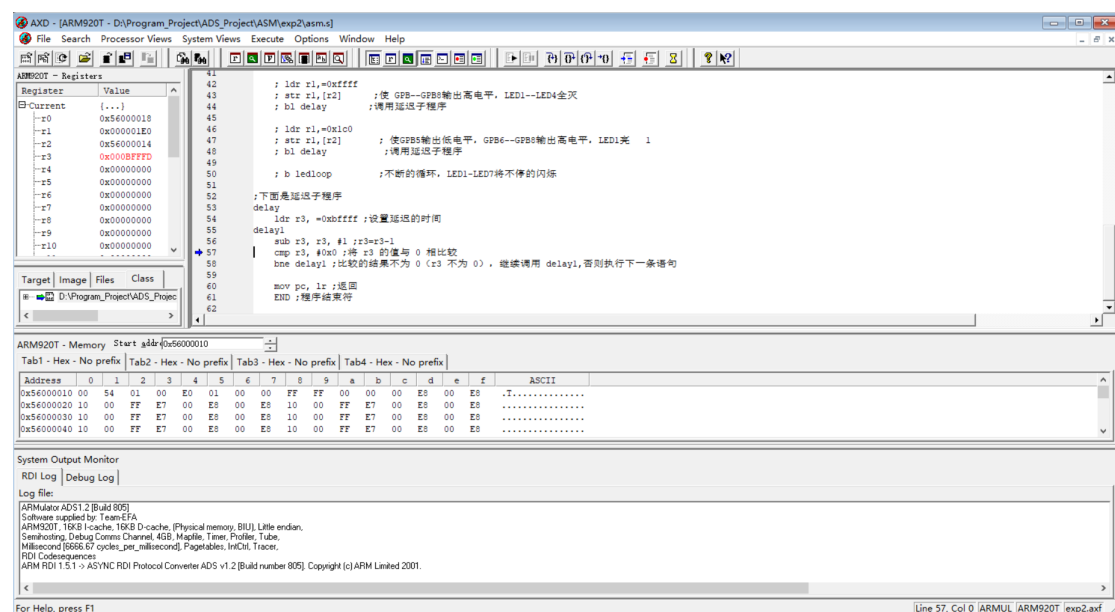 AXD - [ARM920T - D:\Program_Project\ADS_Project\ASM\exp2\asm.s]
File Search Processor Views System Views Execute Options Window Help
ARM920T - Registers
Register Value
Current {...}
r0 0x56000018
r1 0x000001E0
r2 0x56000014
r3 0x000BFFFD
r4 0x00000000
r5 0x00000000
r6 0x00000000
r7 0x00000000
r8 0x00000000
r9 0x00000000
r10 0x00000000
Target Image Files Class
D:\Program_Project\ADS_Projec
41
42 ; ldr r1,=0xffff
43 ; str r1,[r2] ;使 GPB--GPB8输出高电平，LED1--LED4全灭
44 ; bl delay ;调用延迟子程序
45
46 ; ldr r1,=0x1c0
47 ; str r1,[r2] ; 使GPB5输出低电平，GPB6--GPB8输出高电平，LED1亮 1
48 ; bl delay ;调用延迟子程序
49
50 ; b ledloop ;不断的循环，LED1-LED7将不停的闪烁
51
52 ;下面是延迟子程序
53 delay
54 ldr r3, =0xbffff ;设置延迟的时间
55 delay1
56 sub r3, r3, #1 ;r3=r3-1
57 cmp r3, #0x0 ;将 r3 的值与 0 相比较
58 bne delay1 ;比较的结果不为 0（r3 不为 0），继续调用 delay1,否则执行下一条语句
59
60 mov pc, lr ;返回
61 END ;程序结束符
62
ARM920T - Memory Start addr 0x56000010
Tab1 - Hex - No prefix Tab2 - Hex - No prefix Tab3 - Hex - No prefix Tab4 - Hex - No prefix
Address 0 1 2 3 4 5 6 7 8 9 a b c d e f ASCII
0x56000010 00 54 01 00 E0 01 00 00 FF FF 00 00 00 E8 00 E8 .T..............
0x56000020 10 00 FF E7 00 E8 00 E8 10 00 FF E7 00 E8 00 E8 ................
0x56000030 10 00 FF E7 00 E8 00 E8 10 00 FF E7 00 E8 00 E8 ................
0x56000040 10 00 FF E7 00 E8 00 E8 10 00 FF E7 00 E8 00 E8 ................
System Output Monitor
RDI Log Debug Log
Log file:
ARMulator ADS1.2 [Build 805]
Software supplied by: Team-EFA
ARM920T, 16KB I-cache, 16KB D-cache, (Physical memory, BIU), Little endian,
Semihosting, Debug Comms Channel, 4GB, Mapfile, Timer, Profiler, Tube,
Millisecond [6666.67 cycles_per_millisecond], Pagetables, IntCtrl, Tracer,
RDI Codesequences
ARM RDI 1.5.1 -> ASYNC RDI Protocol Converter ADS v1.2 [Build number 805]. Copyright (c) ARM Limited 2001.
For Help, press F1
Line 57, Col 0 ARMUL ARM920T exp2.axf